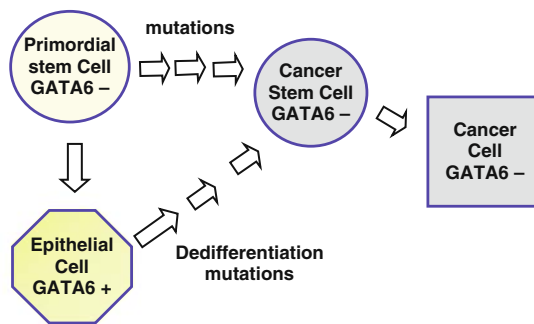 mutations
Primordial
stem Cell
GATA6 –
Cancer
Stem Cell
GATA6 –
Cancer
Cell
GATA6 –
Epithelial
Cell
GATA6 +
Dedifferentiation
mutations